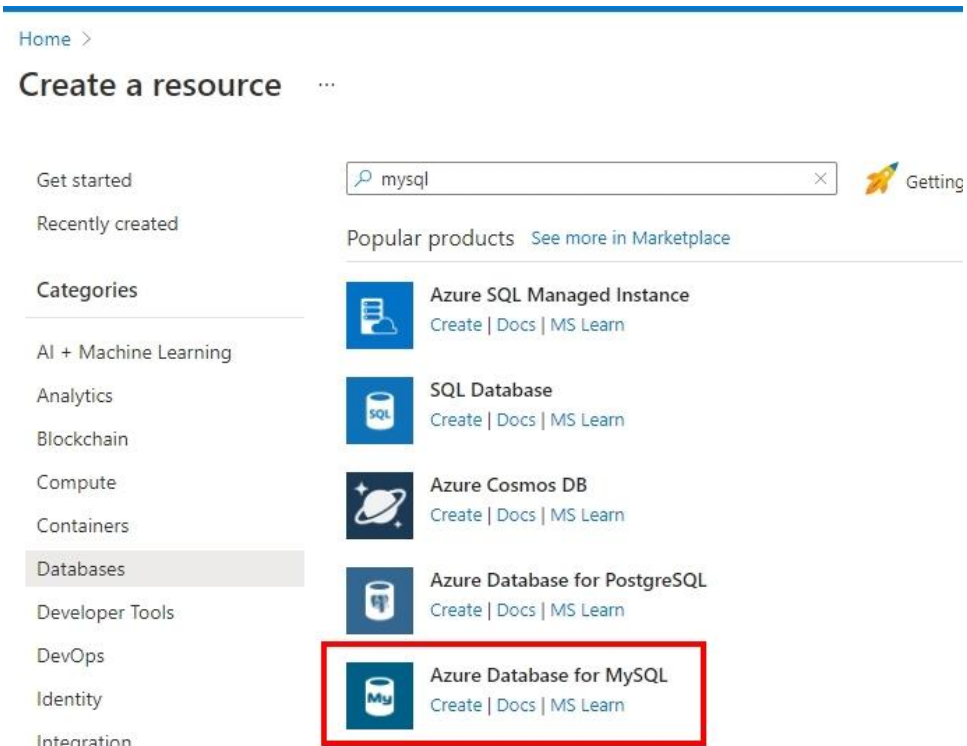 Home >
Create a resource ...
Get started
Recently created
Categories
AI + Machine Learning
Analytics
Blockchain
Compute
Containers
Databases
Developer Tools
DevOps
Identity
Integration
mysql
Getting
Popular products See more in Marketplace
Azure SQL Managed Instance
Create | Docs | MS Learn
SQL
SQL Database
Create | Docs | MS Learn
Azure Cosmos DB
Create | Docs | MS Learn
Azure Database for PostgreSQL
Create | Docs | MS Learn
My
Azure Database for MySQL
Create | Docs | MS Learn